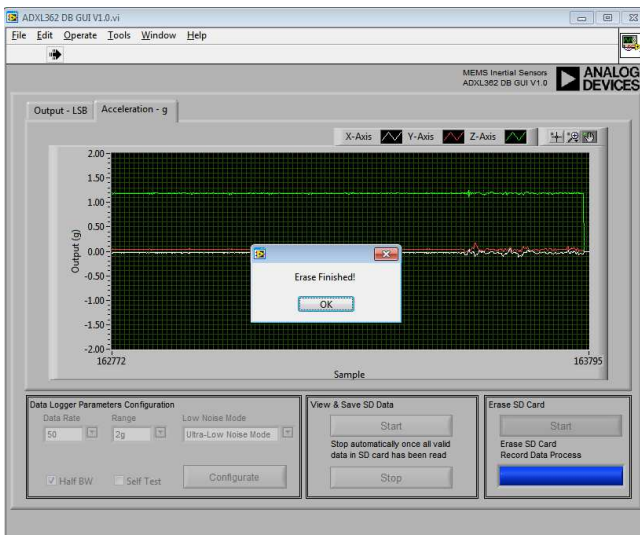 ADXL362 DB GUI V1.0.vi
File Edit Operate Tools Window Help
MEMS Inertial Sensors
ADXL362 DB GUI V1.0
ANALOG
DEVICES
Output - LSB Acceleration - g
X-Axis Y-Axis Z-Axis
2.00
1.50
1.00
0.50
0.00
-0.50
-1.00
-1.50
-2.00
Output (g)
162772 163795
Sample
Erase Finished!
OK
Data Logger Parameters Configuration
Data Rate Range Low Noise Mode
50 2g Ultra-Low Noise Mode
Half BW Self Test Configurate
View & Save SD Data
Start
Stop automatically once all valid
data in SD card has been read
Stop
Erase SD Card
Start
Erase SD Card
Record Data Process